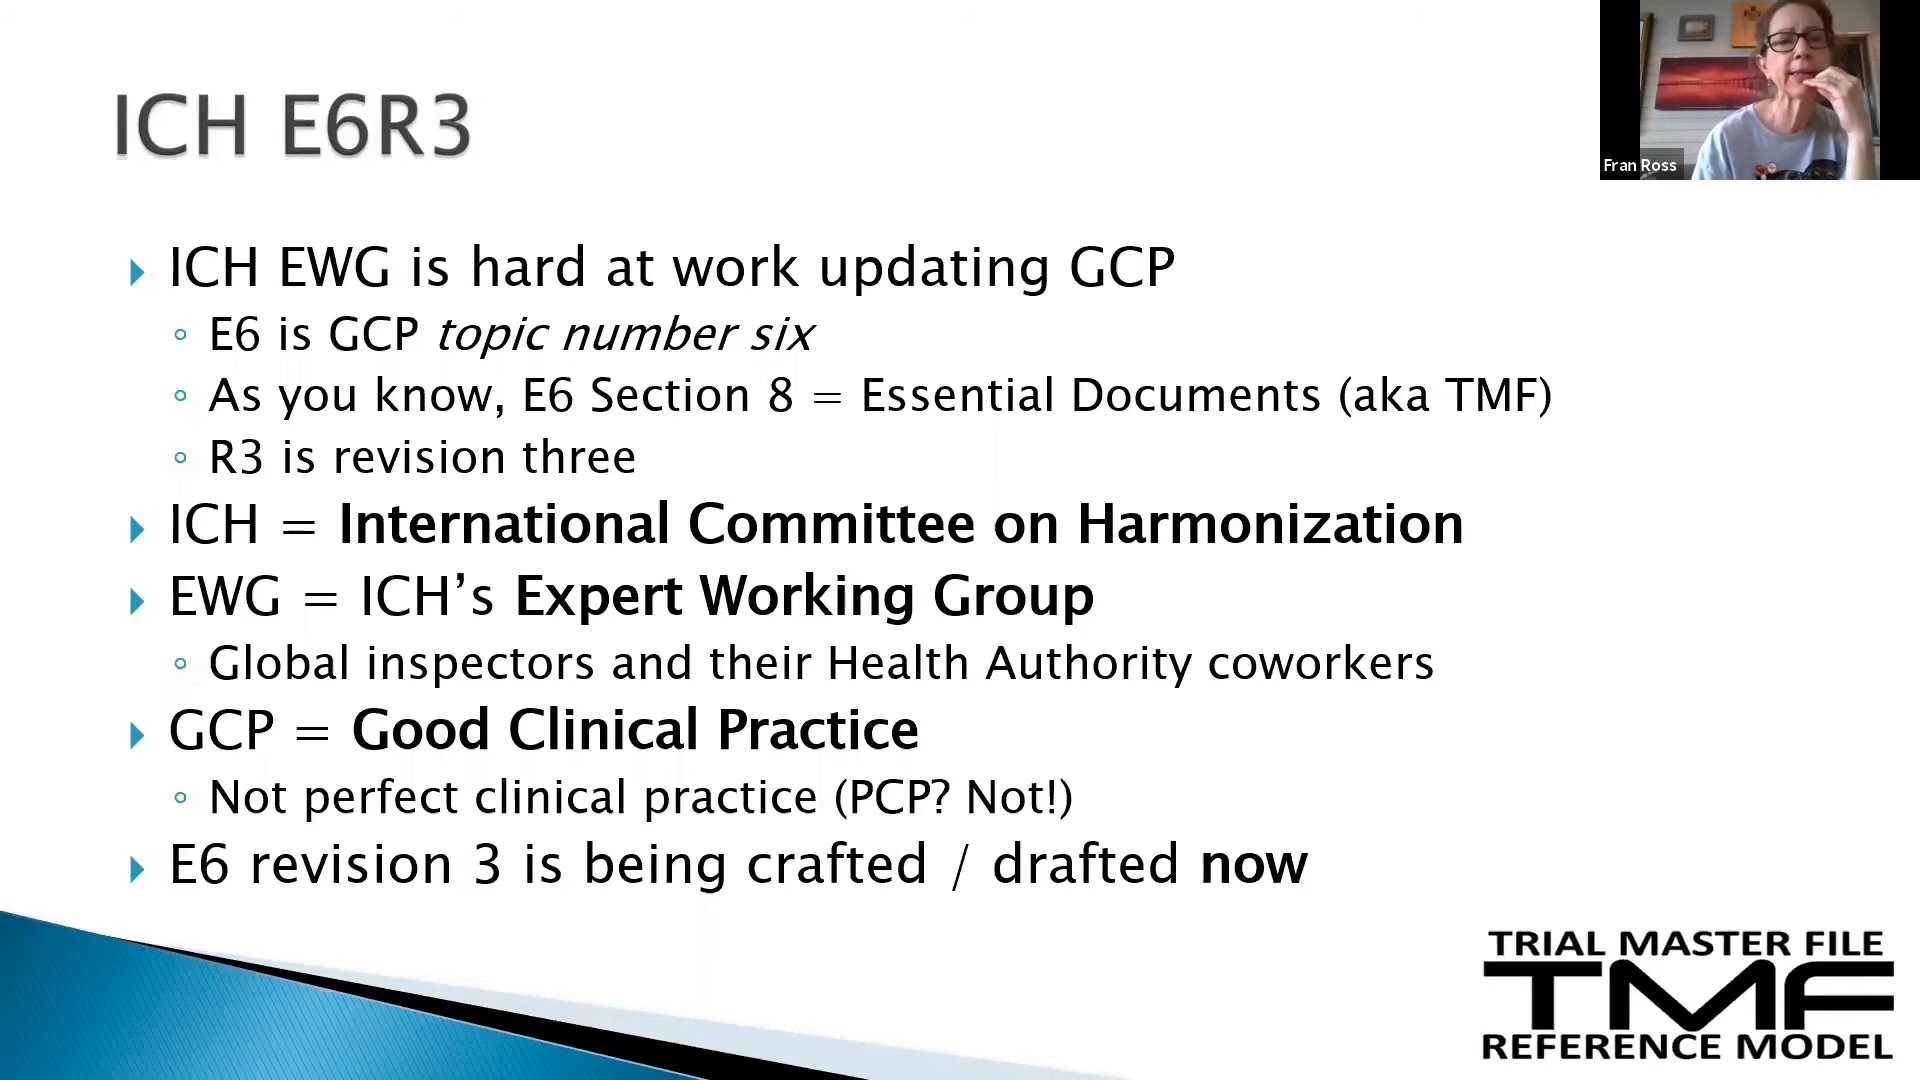 ICH E6R3
Fran Ross
ICH EWG is hard at work updating GCP
E6 is GCP topic number six
As you know, E6 Section 8 = Essential Documents (aka TMF)
R3 is revision three
ICH = International Committee on Harmonization
EWG = ICH’s Expert Working Group
Global inspectors and their Health Authority coworkers
GCP = Good Clinical Practice
Not perfect clinical practice (PCP? Not!)
E6 revision 3 is being crafted / drafted now
TRIAL MASTER FILE
TMF
REFERENCE MODEL